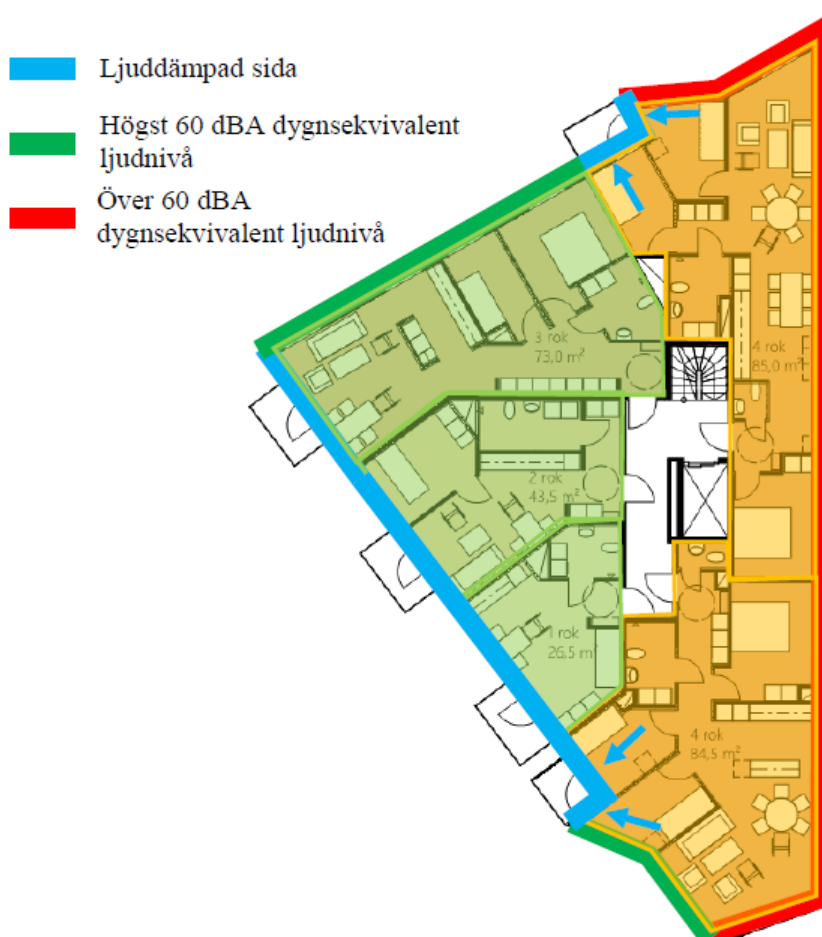 Ljuddämpad sida
Högst 60 dBA dygnsekvivalent
ljudnivå
Över 60 dBA
dygnsekvivalent ljudnivå
3 rok
73,0 m²
4 rok
85,0 m²
2 rok
43,5 m²
1 rok
26,5 m²
4 rok
84,5 m²